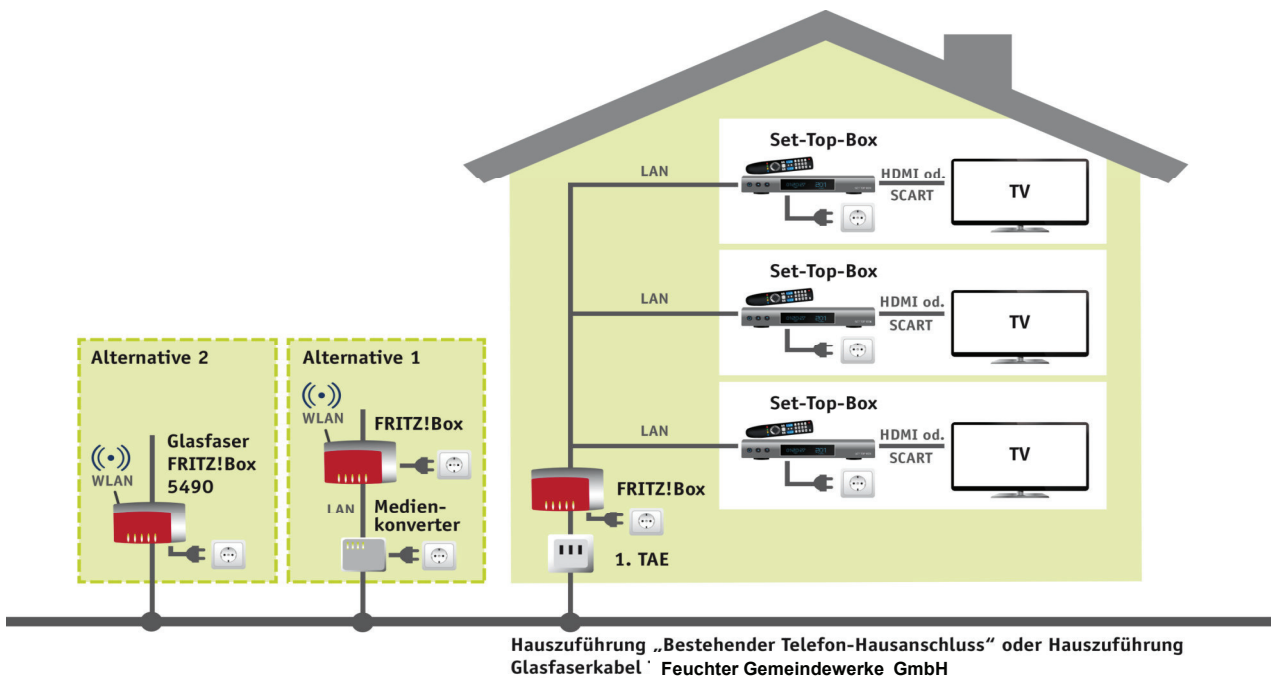 Set-Top-Box
LAN
HDMI od.
SCART
TV
Set-Top-Box
LAN
HDMI od.
SCART
TV
Set-Top-Box
LAN
HDMI od.
SCART
TV
FRITZ!Box
1. TAE
Alternative 2
WLAN
Glasfaser
FRITZ!Box
5490
Alternative 1
WLAN
FRITZ!Box
LAN
Medien-
konverter
Hauszuführung „Bestehender Telefon-Hausanschluss“ oder Hauszuführung
Glasfaserkabel Feuchter Gemeindewerke GmbH